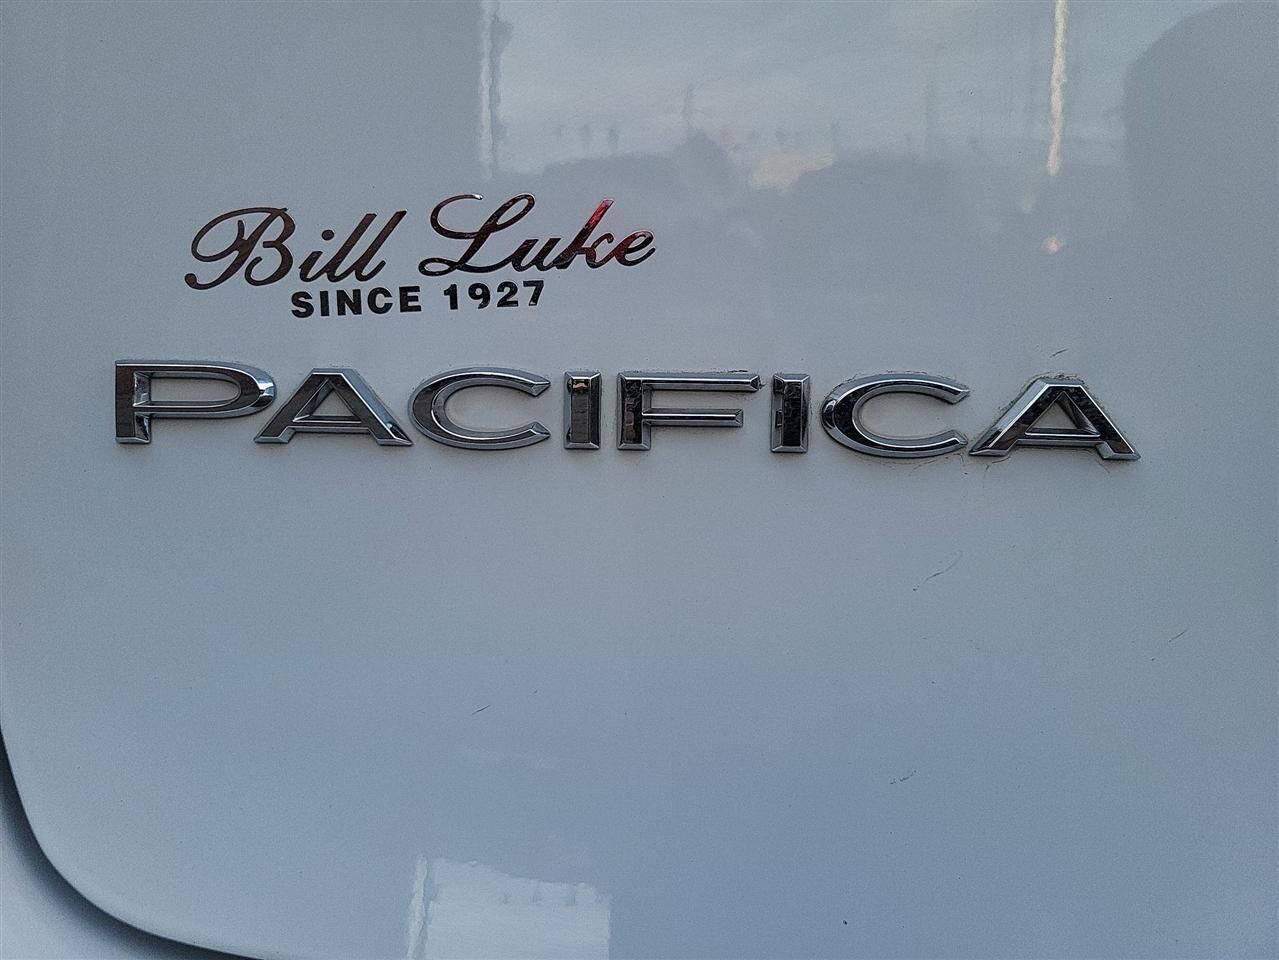 Bill Luke
SINCE 1927
PACIFICA